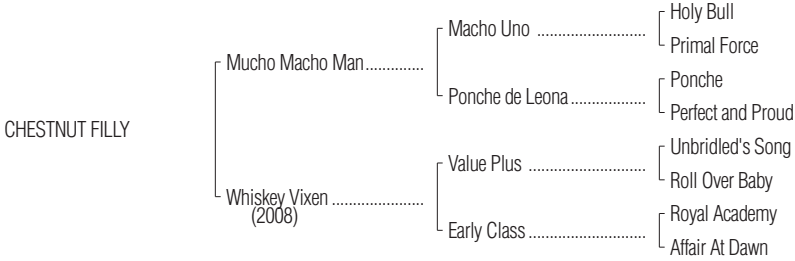 Holy Bull
Macho Uno ..........................
Primal Force
Mucho Macho Man..............
Ponche
Ponche de Leona..................
Perfect and Proud
CHESTNUT FILLY
Unbridled's Song
Value Plus ............................
Roll Over Baby
Whiskey Vixen ......................
(2008)
Royal Academy
Early Class............................
Affair At Dawn